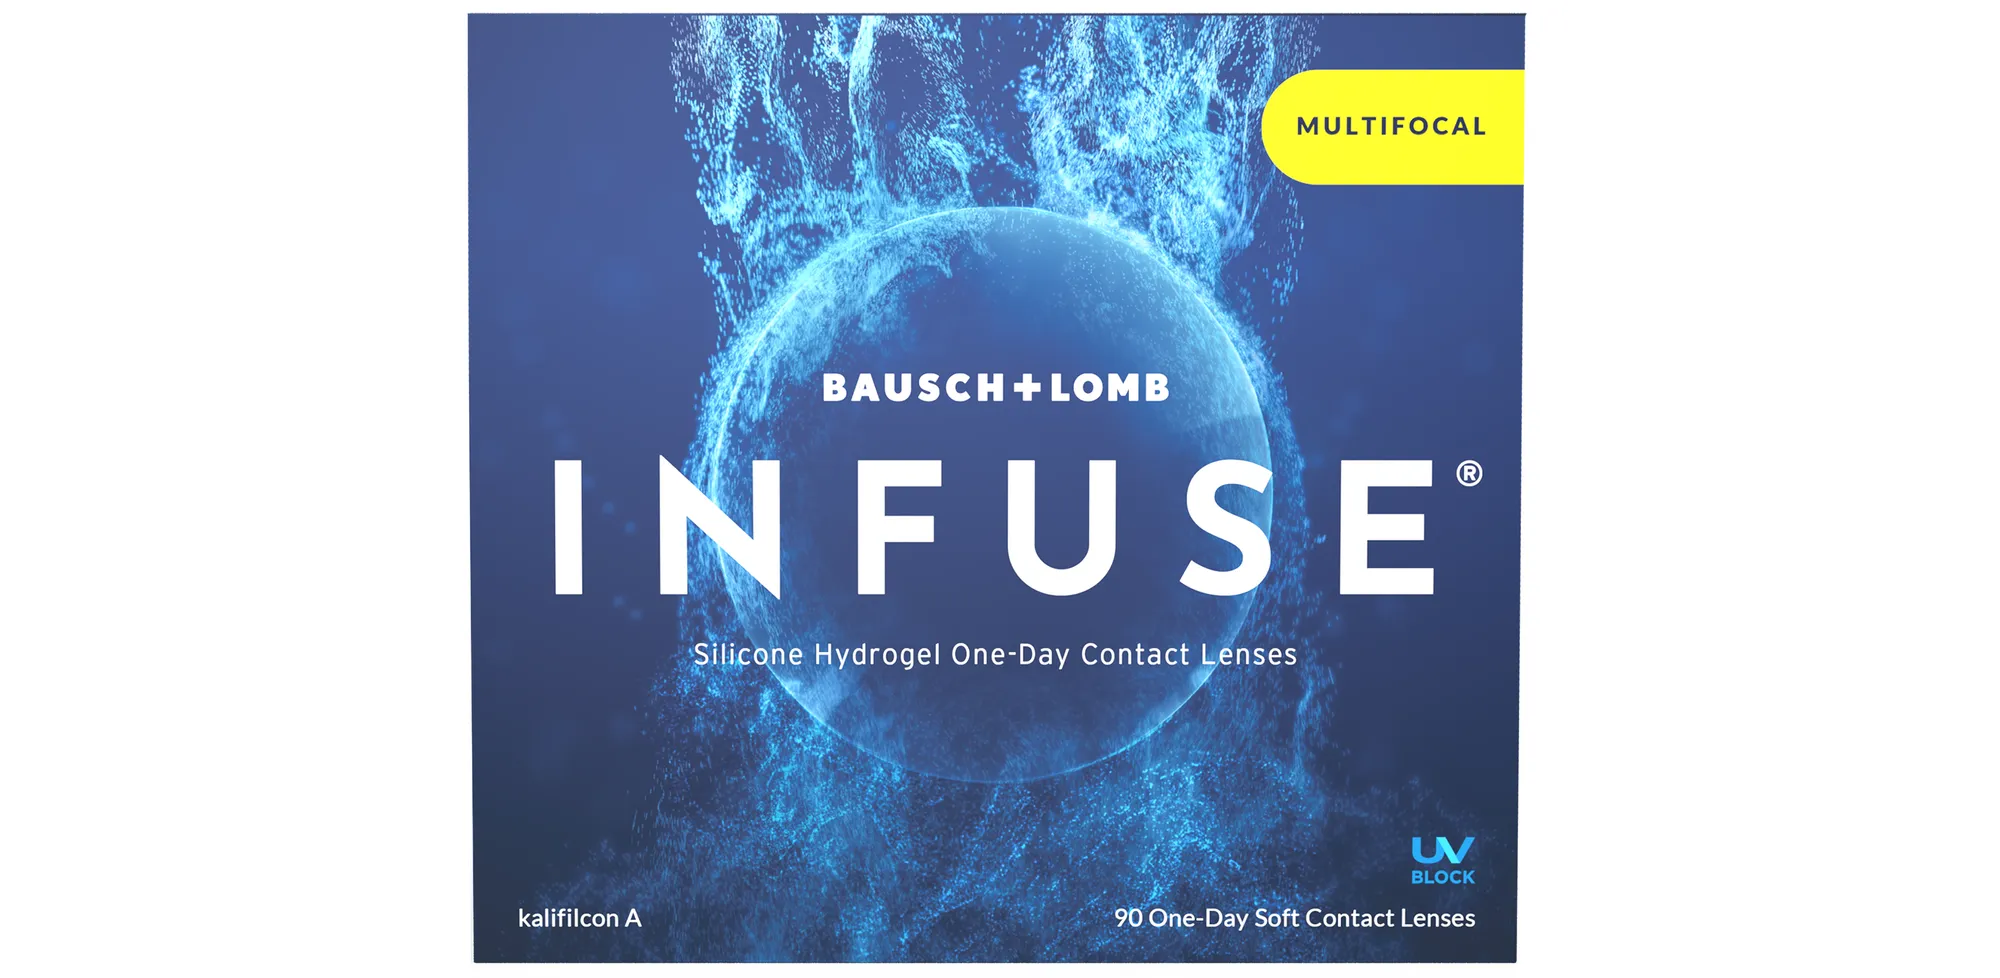 MULTIFOCAL
BAUSCH+LOMB
INFUSE®
Silicone Hydrogel One-Day Contact Lenses
UV
BLOCK
kalifilcon A
90 One-Day Soft Contact Lenses